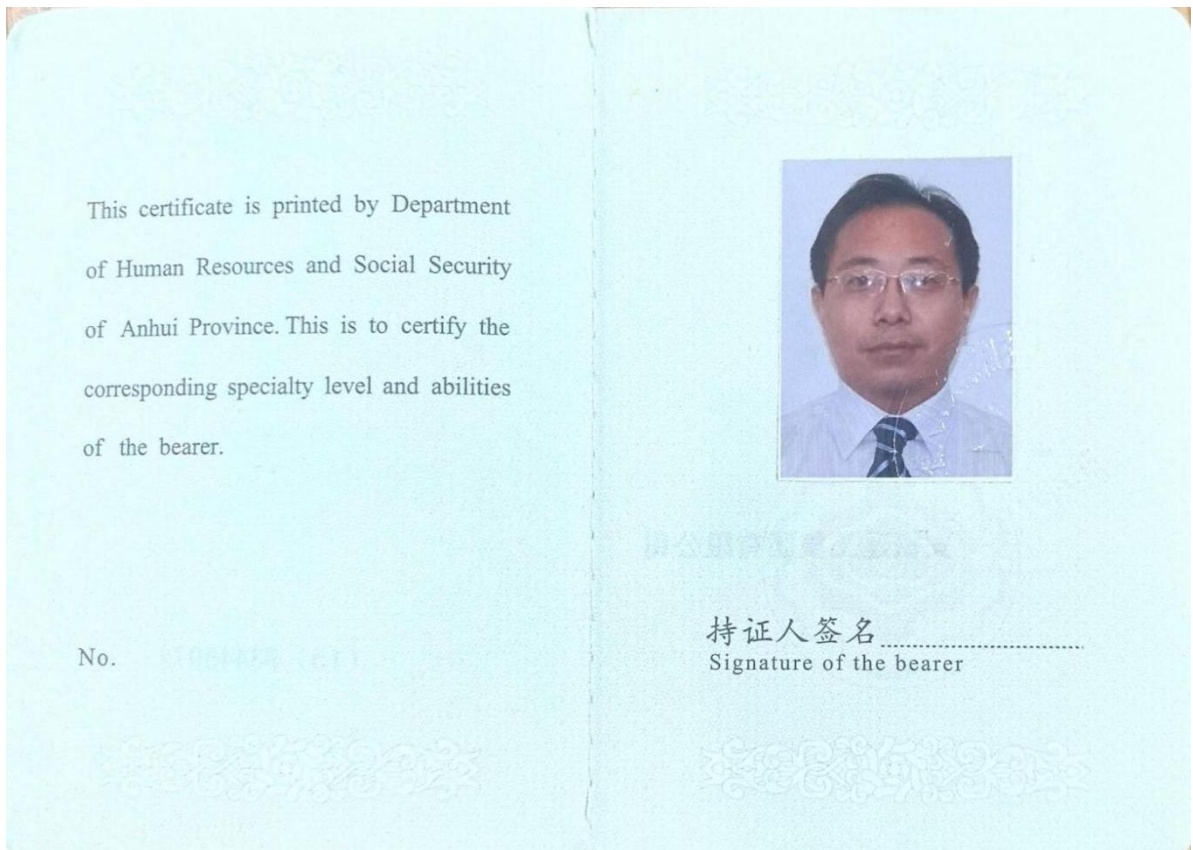 This certificate is printed by Department
of Human Resources and Social Security
of Anhui Province. This is to certify the
corresponding specialty level and abilities
of the bearer.
No.
持证人签名
Signature of the bearer